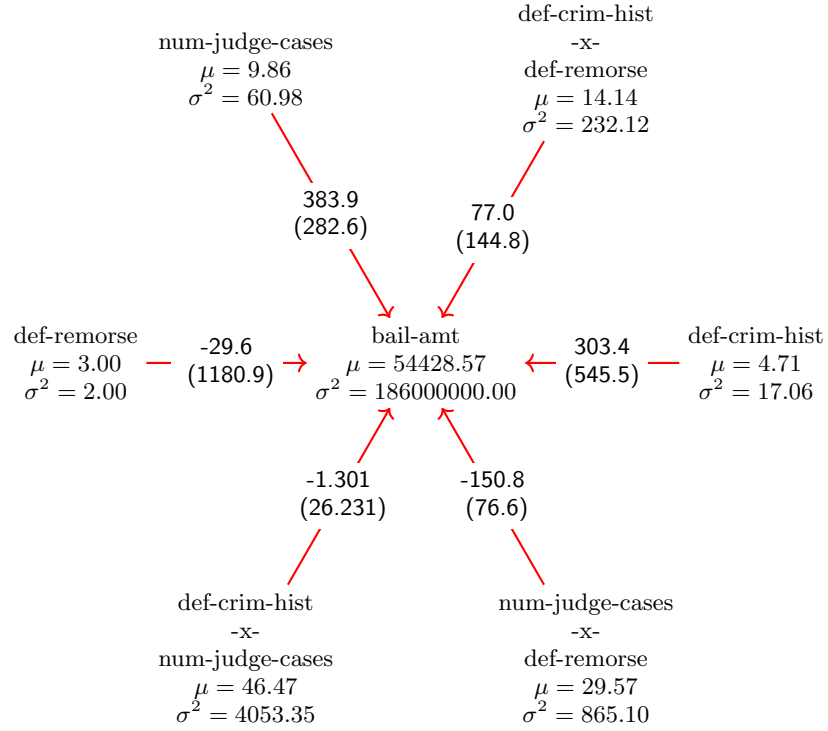 def-crim-hist
-x-
def-remorse
μ = 14.14
σ² = 232.12
num-judge-cases
μ = 9.86
σ² = 60.98
383.9
(282.6)
77.0
(144.8)
def-remorse
μ = 3.00
σ² = 2.00
-29.6
(1180.9)
bail-amt
μ = 54428.57
σ² = 186000000.00
303.4
(545.5)
def-crim-hist
μ = 4.71
σ² = 17.06
-1.301
(26.231)
-150.8
(76.6)
def-crim-hist
-x-
num-judge-cases
μ = 46.47
σ² = 4053.35
num-judge-cases
-x-
def-remorse
μ = 29.57
σ² = 865.10